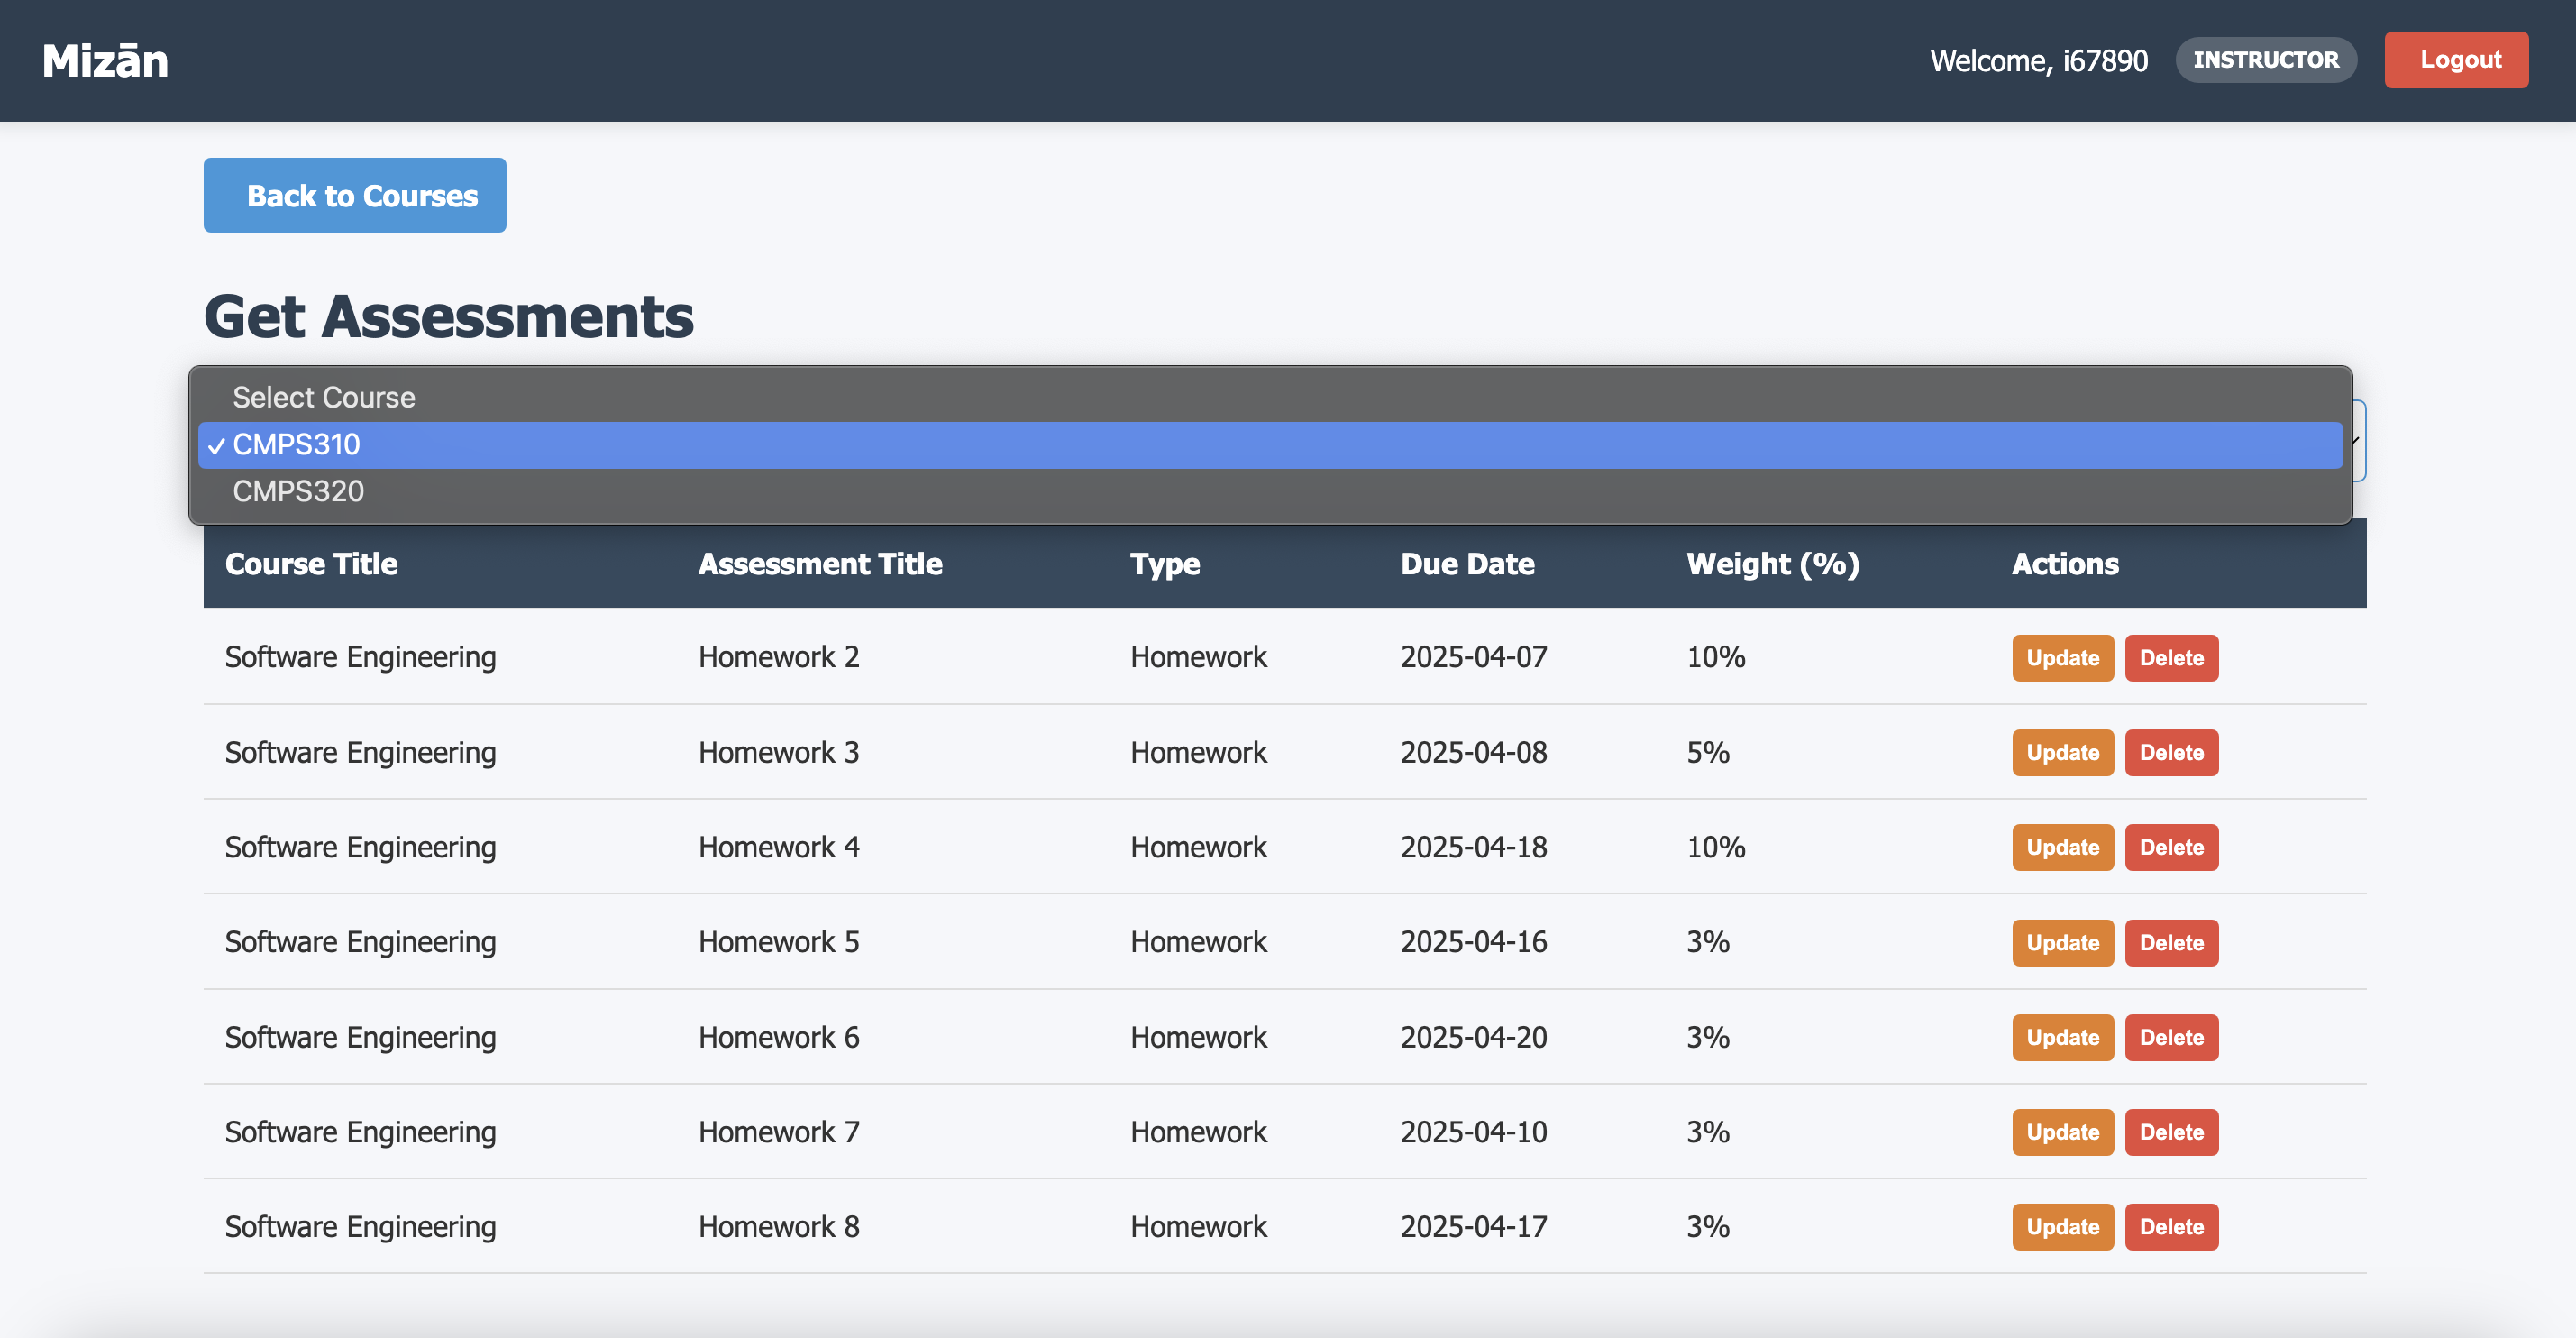 Mizān
Welcome, i67890 INSTRUCTOR Logout
Back to Courses
Get Assessments
Select Course
✓ CMPS310
CMPS320
Course Title Assessment Title Type Due Date Weight (%) Actions
Software Engineering Homework 2 Homework 2025-04-07 10% Update Delete
Software Engineering Homework 3 Homework 2025-04-08 5% Update Delete
Software Engineering Homework 4 Homework 2025-04-18 10% Update Delete
Software Engineering Homework 5 Homework 2025-04-16 3% Update Delete
Software Engineering Homework 6 Homework 2025-04-20 3% Update Delete
Software Engineering Homework 7 Homework 2025-04-10 3% Update Delete
Software Engineering Homework 8 Homework 2025-04-17 3% Update Delete